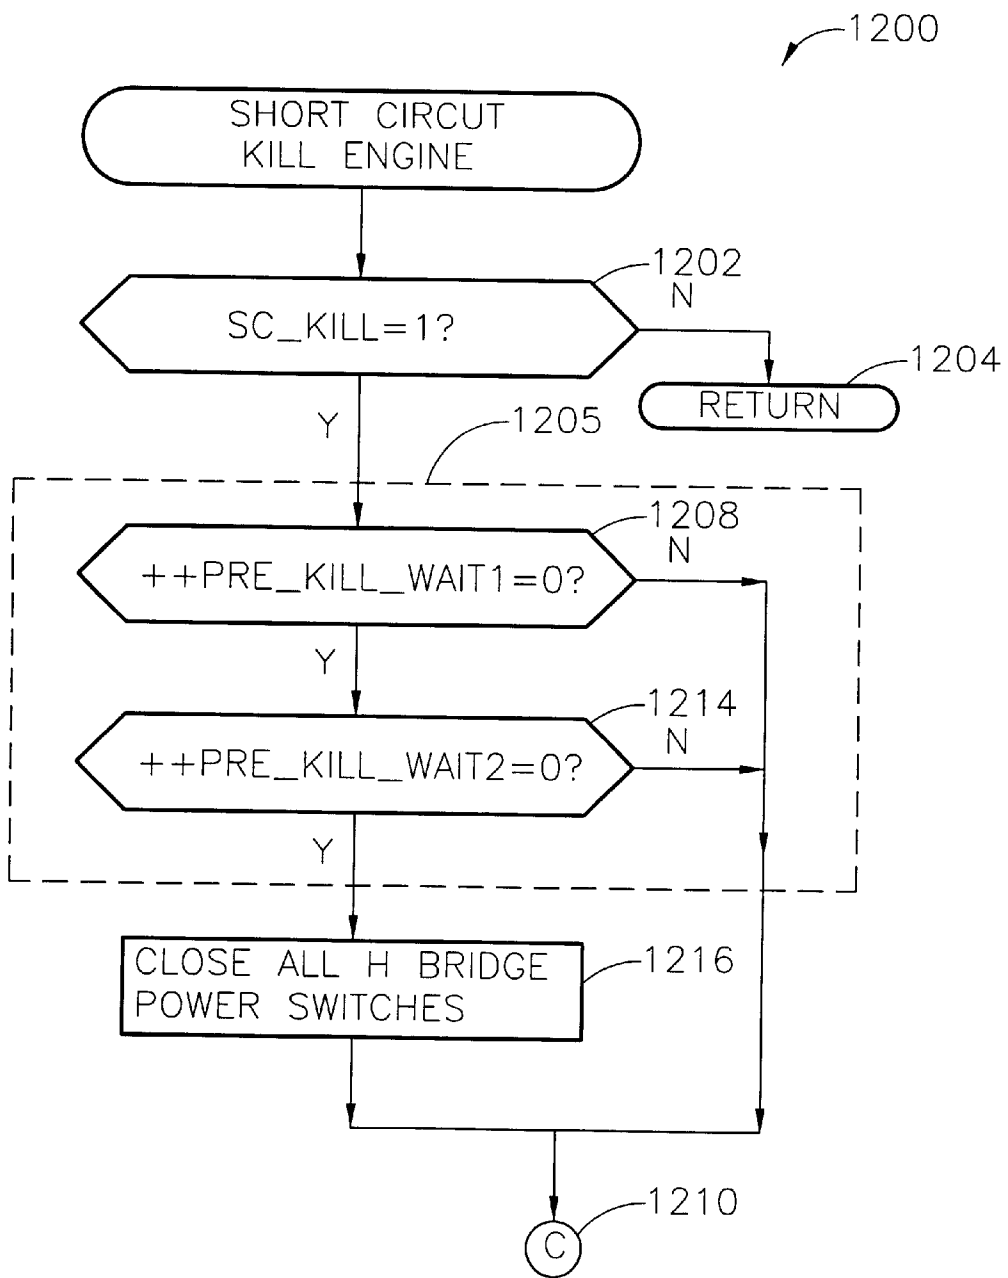 1200
SHORT CIRCUT
KILL ENGINE
1202
N
SC_KILL=1?
1204
RETURN
Y
1205
1208
N
++PRE_KILL_WAIT1=0?
Y
1214
N
++PRE_KILL_WAIT2=0?
Y
CLOSE ALL H BRIDGE
POWER SWITCHES
1216
1210
C